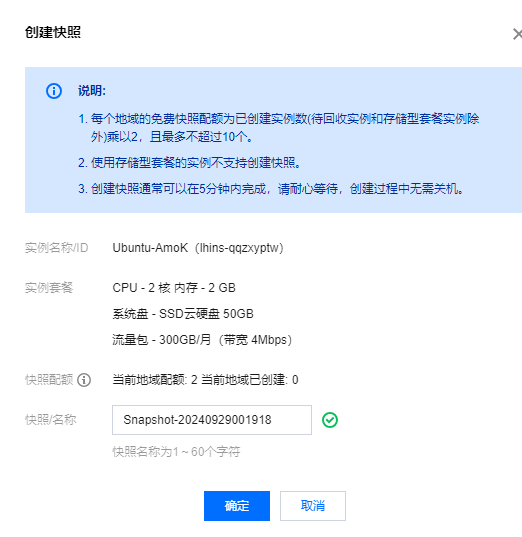 创建快照
说明:
1. 每个地域的免费快照配额为已创建实例数(待回收实例和存储型套餐实例除
外)乘以2，且最多不超过10个。
2. 使用存储型套餐的实例不支持创建快照。
3. 创建快照通常可以在5分钟内完成，请耐心等待，创建过程中无需关机。
实例名称/ID Ubuntu-AmoK（lhins-qqzxyptw）
实例套餐 CPU - 2 核 内存 - 2 GB
系统盘 - SSD云硬盘 50GB
流量包 - 300GB/月（带宽 4Mbps）
快照配额 当前地域配额: 2 当前地域已创建: 0
快照/名称 Snapshot-20240929001918
快照名称为1～60个字符
确定 取消